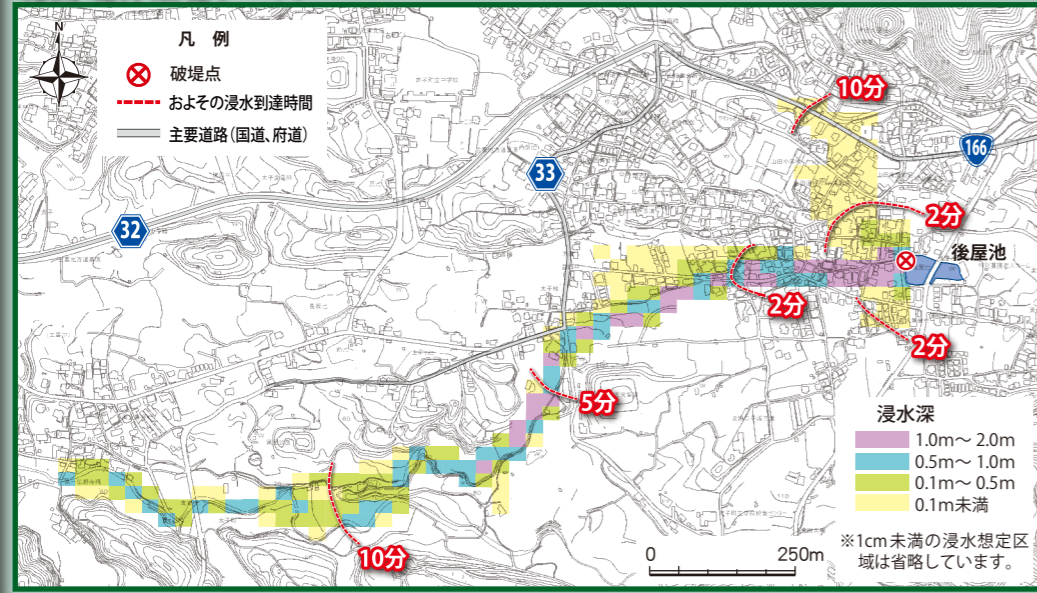 N
凡 例
破堤点
およその浸水到達時間
主要道路(国道、府道)
10分
166
33
2分
32
後屋池
2分
2分
5分
10分
浸水深
1.0m〜 2.0m
0.5m〜 1.0m
0.1m〜 0.5m
0.1m未満
0 250m
※1cm未満の浸水想定区
域は省略しています。